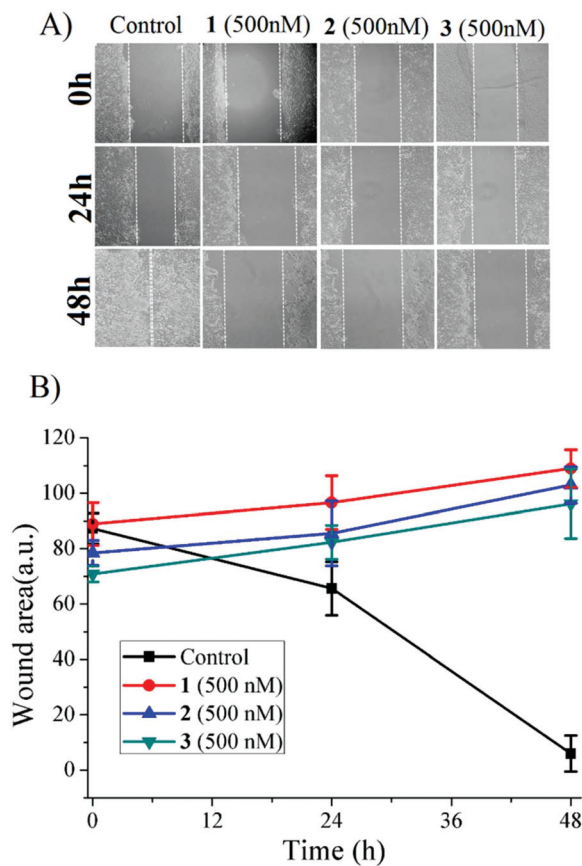 A)
Control 1 (500nM) 2 (500nM) 3 (500nM)
0h
24h
48h
B)
Wound area(a.u.)
120
100
80
60
40
20
0
Control
1 (500 nM)
2 (500 nM)
3 (500 nM)
0 12 24 36 48
Time (h)